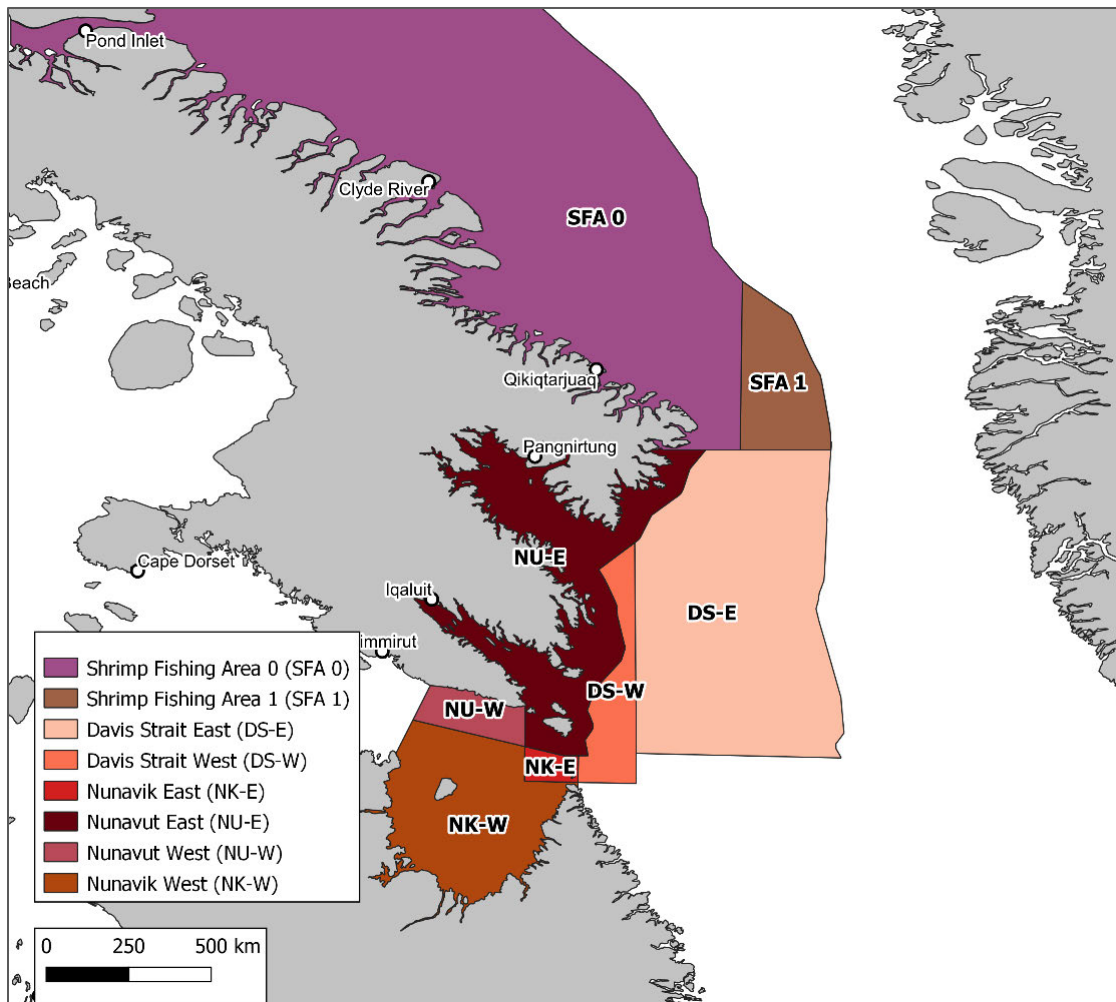 Pond Inlet
Clyde River
SFA 0
Beach
Qikiqtarjuaq
SFA 1
Pangnirtung
NU-E
Cape Dorset
Iqaluit
DS-E
immirut
DS-W
NU-W
NK-E
NK-W
Shrimp Fishing Area 0 (SFA 0)
Shrimp Fishing Area 1 (SFA 1)
Davis Strait East (DS-E)
Davis Strait West (DS-W)
Nunavik East (NK-E)
Nunavut East (NU-E)
Nunavut West (NU-W)
Nunavik West (NK-W)
0 250 500 km